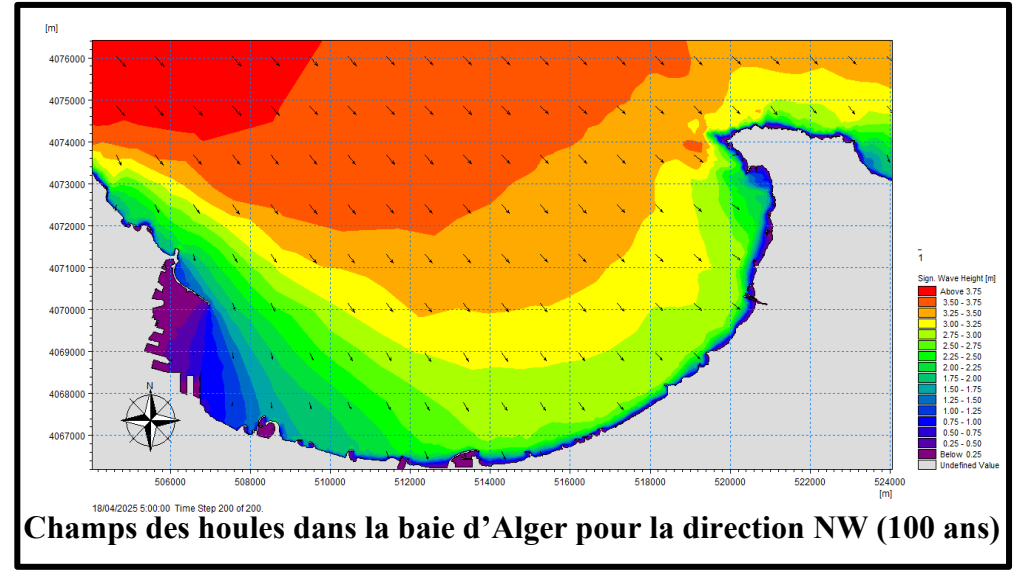 [m]
4076000
4075000
4074000
4073000
4072000
4071000
4070000
4069000
4068000
4067000
N
506000 508000 510000 512000 514000 516000 518000 520000 522000 524000
[m]
1
Sign. Wave Height [m]
Above 3.75
3.50 - 3.75
3.25 - 3.50
3.00 - 3.25
2.75 - 3.00
2.50 - 2.75
2.25 - 2.50
2.00 - 2.25
1.75 - 2.00
1.50 - 1.75
1.25 - 1.50
1.00 - 1.25
0.75 - 1.00
0.50 - 0.75
0.25 - 0.50
Below 0.25
Undefined Value
18/04/2025 5:00:00 Time Step 200 of 200.
Champs des houles dans la baie d’Alger pour la direction NW (100 ans)